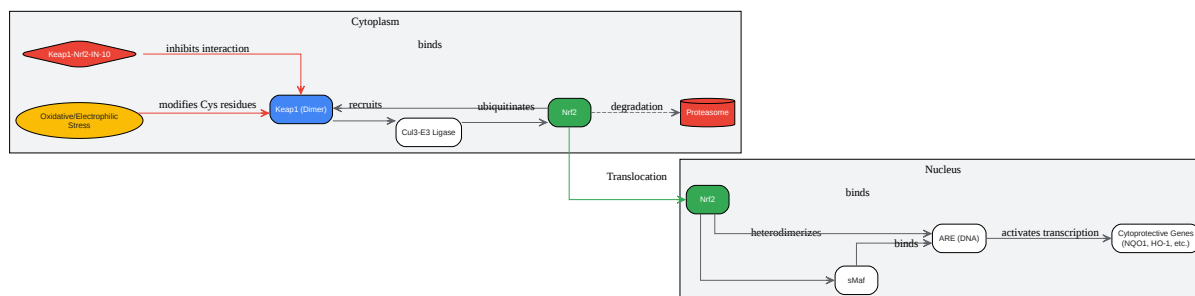 Cytoplasm
binds
Keap1-Nrf2-IN-10
inhibits interaction
Oxidative/Electrophilic
Stress
modifies Cys residues
Keap1 (Dimer)
recruits
Cul3-E3 Ligase
ubiquitinates
Nrf2
degradation
Proteasome
Translocation
Nucleus
binds
Nrf2
heterodimerizes
sMaf
binds
ARE (DNA)
activates transcription
Cytoprotective Genes
(NQO1, HO-1, etc.)